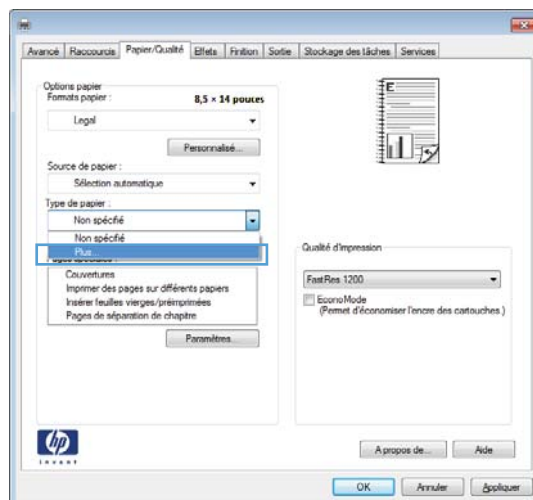 Avancé Raccourcis Papier/Qualité Effets Finition Sortie Stockage des tâches Services
Options papier
Formats papier : 8,5 × 14 pouces
Legal
Personnalisé...
Source de papier :
Sélection automatique
Type de papier :
Non spécifié
Non spécifié
Plus...
Pages spéciales :
Couvertures
Imprimer des pages sur différents papiers
Insérer feuilles vierges/préimprimées
Pages de séparation de chapitre
Paramètres...
E
Qualité d'impression
FastRes 1200
EconoMode
(Permet d'économiser l'encre des cartouches.)
hp
invent
A propos de... Aide
OK Annuler Appliquer